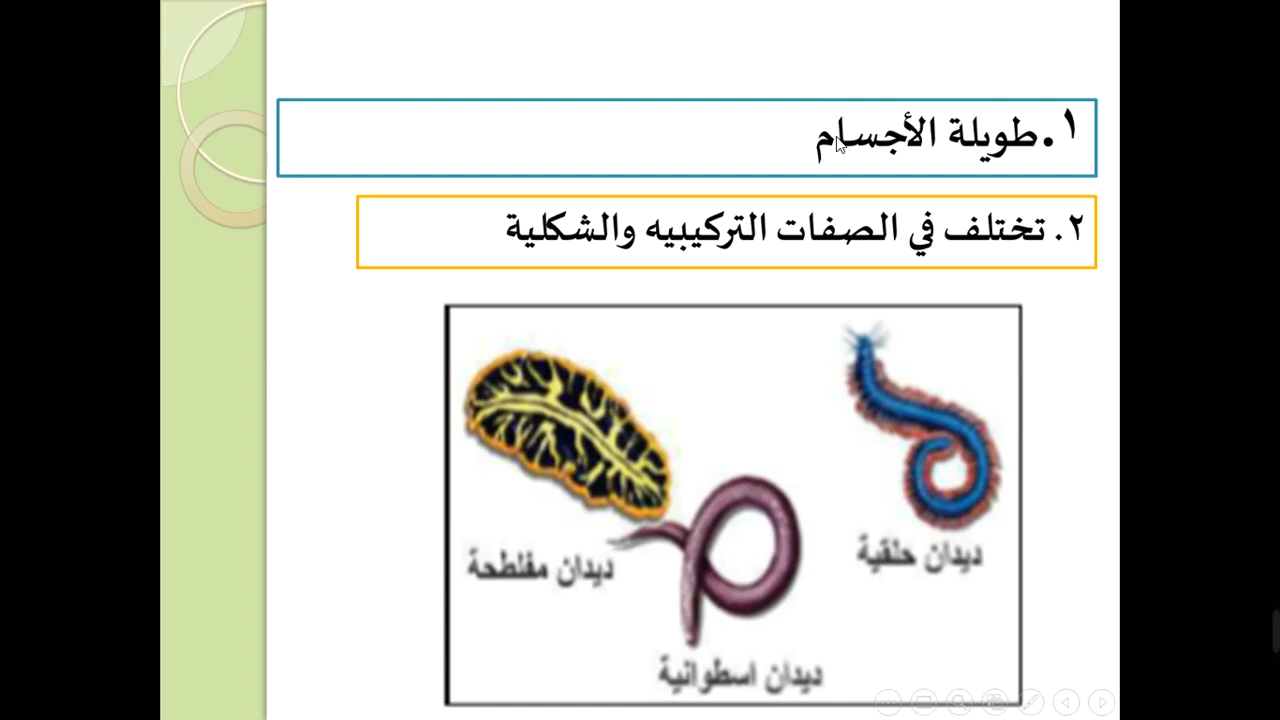 ١. طويلة الأجسام
٢. تختلف في الصفات التركيبيه والشكلية
ديدان حلقية
ديدان مفلطحة
ديدان اسطوانية